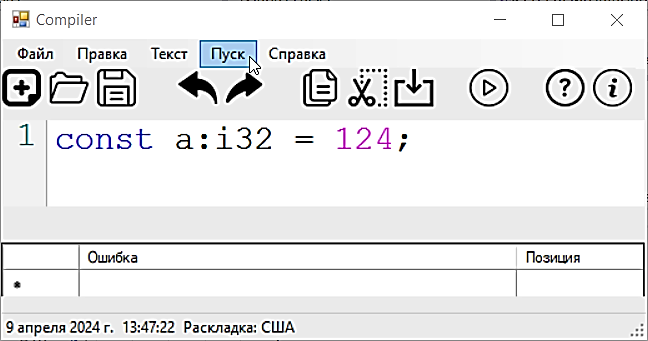 Compiler
Файл Правка Текст Пуск Справка
1 const a:i32 = 124;
Ошибка Позиция
*
9 апреля 2024 г. 13:47:22 Раскладка: США